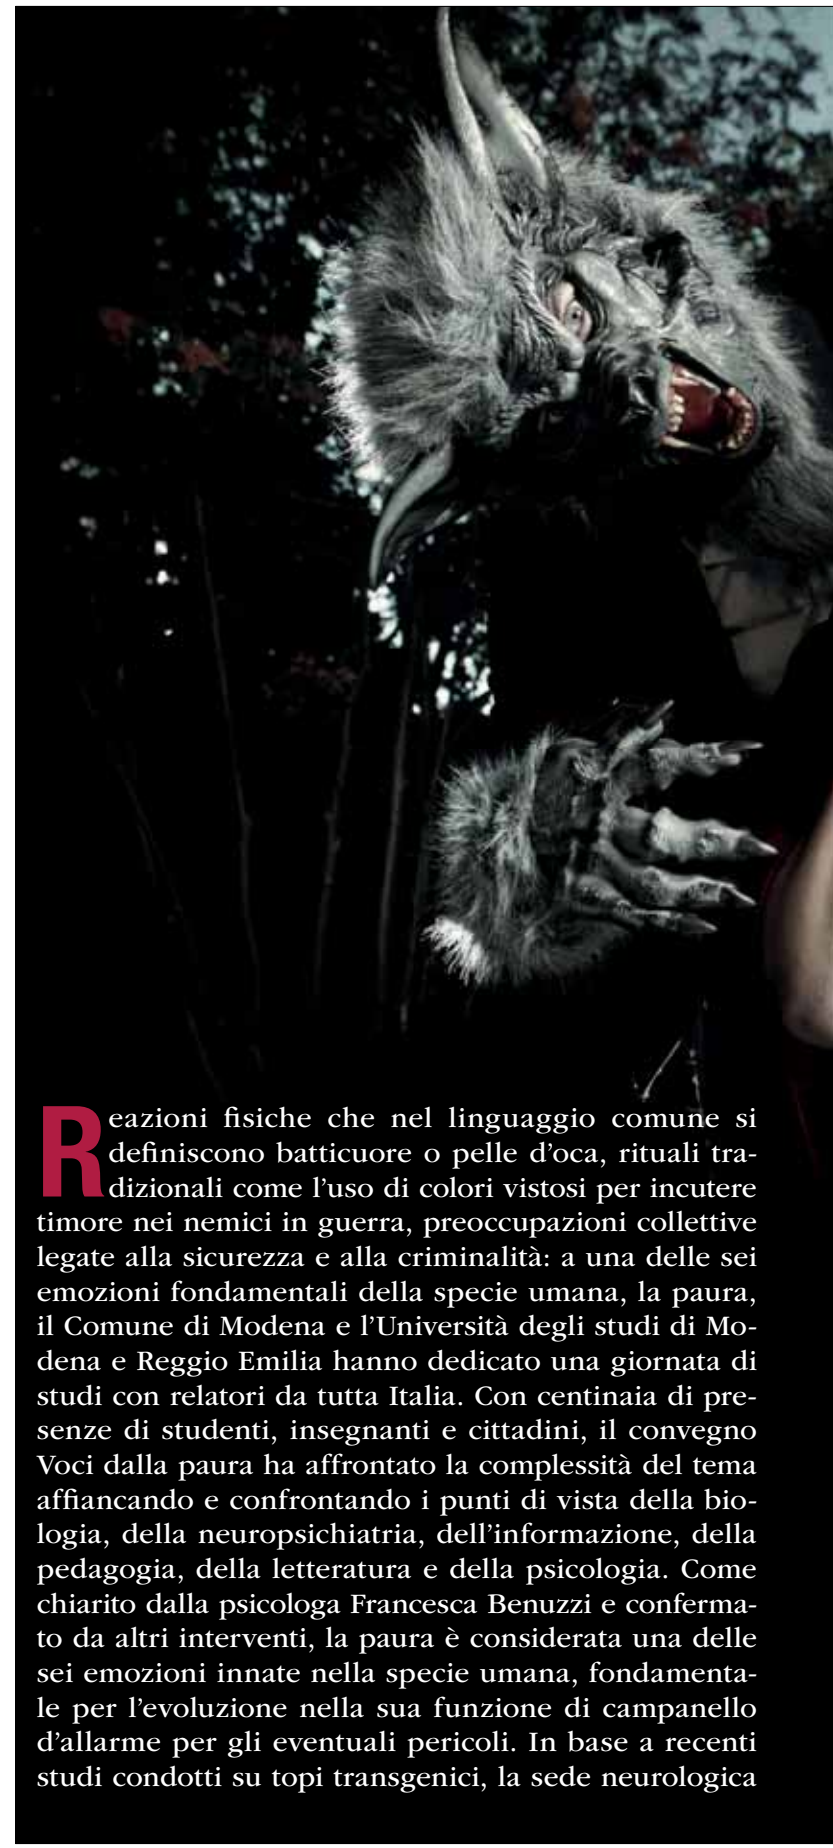 Reazioni fisiche che nel linguaggio comune si
definiscono batticuore o pelle d’oca, rituali tra-
dizionali come l’uso di colori vistosi per incutere
timore nei nemici in guerra, preoccupazioni collettive
legate alla sicurezza e alla criminalità: a una delle sei
emozioni fondamentali della specie umana, la paura,
il Comune di Modena e l’Università degli studi di Mo-
dena e Reggio Emilia hanno dedicato una giornata di
studi con relatori da tutta Italia. Con centinaia di pre-
senze di studenti, insegnanti e cittadini, il convegno
Voci dalla paura ha affrontato la complessità del tema
affiancando e confrontando i punti di vista della bio-
logia, della neuropsichiatria, dell’informazione, della
pedagogia, della letteratura e della psicologia. Come
chiarito dalla psicologa Francesca Benuzzi e conferma-
to da altri interventi, la paura è considerata una delle
sei emozioni innate nella specie umana, fondamenta-
le per l’evoluzione nella sua funzione di campanello
d’allarme per gli eventuali pericoli. In base a recenti
studi condotti su topi transgenici, la sede neurologica